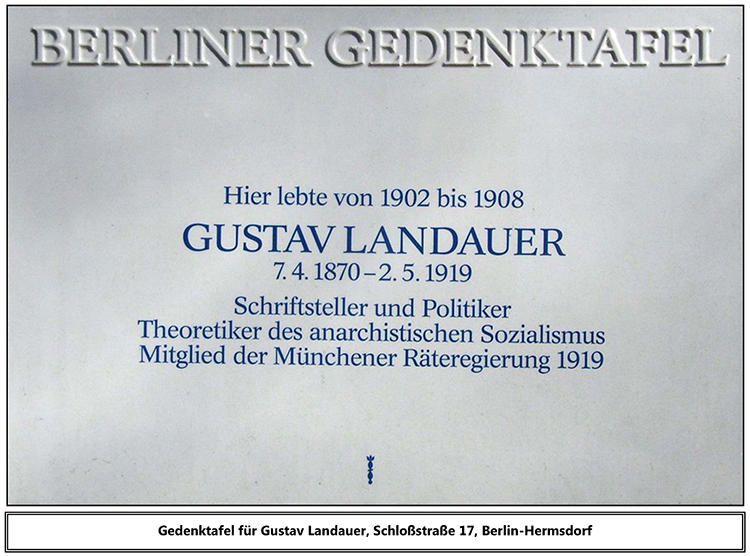 BERLINER GEDENKTAFEL
Hier lebte von 1902 bis 1908
GUSTAV LANDAUER
7. 4. 1870 – 2. 5. 1919
Schriftsteller und Politiker
Theoretiker des anarchistischen Sozialismus
Mitglied der Münchener Räteregierung 1919
Gedenktafel für Gustav Landauer, Schloßstraße 17, Berlin-Hermsdorf